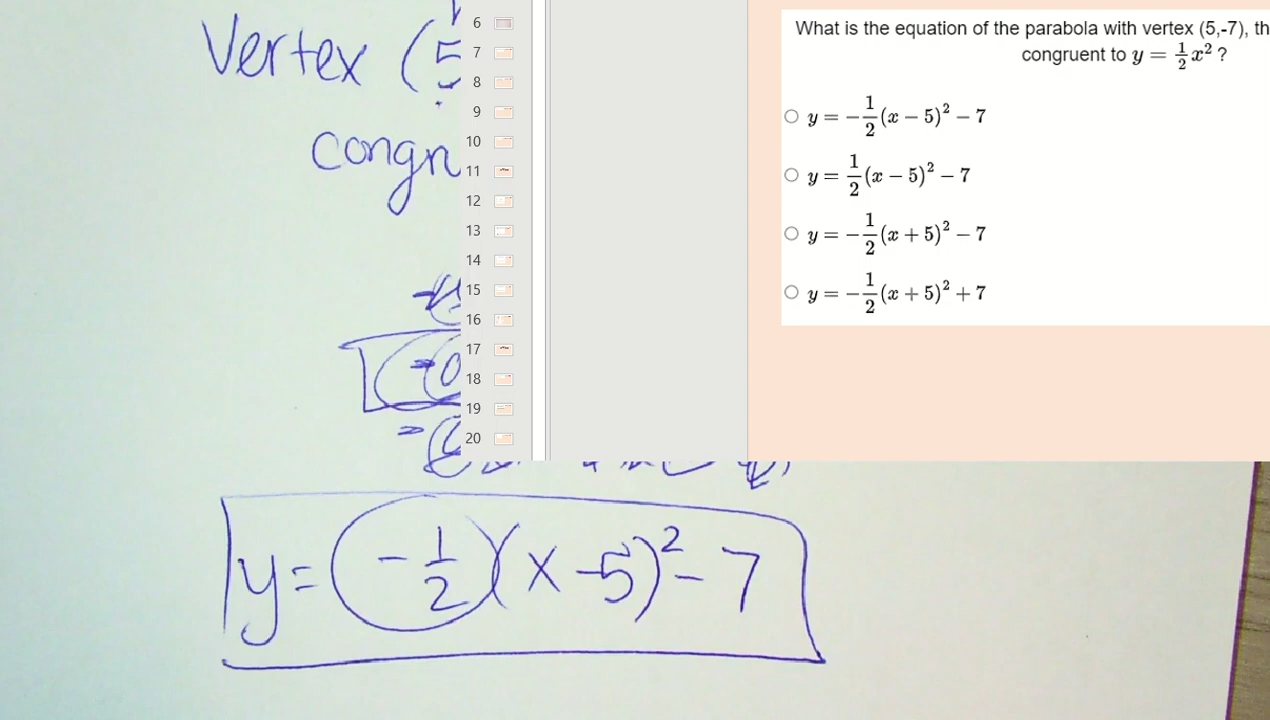 Vertex (5
congn
6
7
8
9
10
11
12
13
14
15
16
17
18
19
20
What is the equation of the parabola with vertex (5,-7), th
congruent to y = 1/2 x² ?
y = -1/2 (x - 5)² - 7
y = 1/2 (x - 5)² - 7
y = -1/2 (x + 5)² - 7
y = -1/2 (x + 5)² + 7
y = (-1/2)(x - 5)² - 7